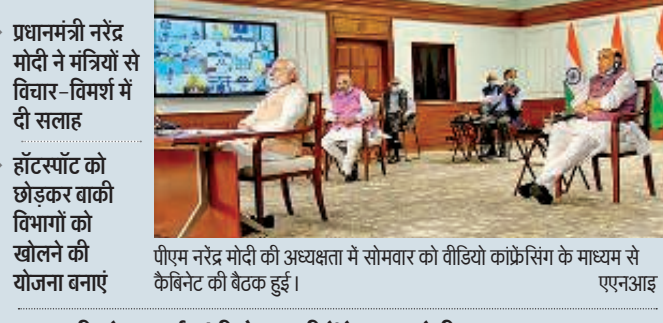 प्रधानमंत्री नरेंद्र
मोदी ने मंत्रियों से
विचार-विमर्श में
दी सलाह
हॉटस्पॉट को
छोड़कर बाकी
विभागों को
खोलने की
योजना बनाएं
पीएम नरेंद्र मोदी की अध्यक्षता में सोमवार को वीडियो कांफ्रेंसिंग के माध्यम से
कैबिनेट की बैठक हुई। एएनआइ